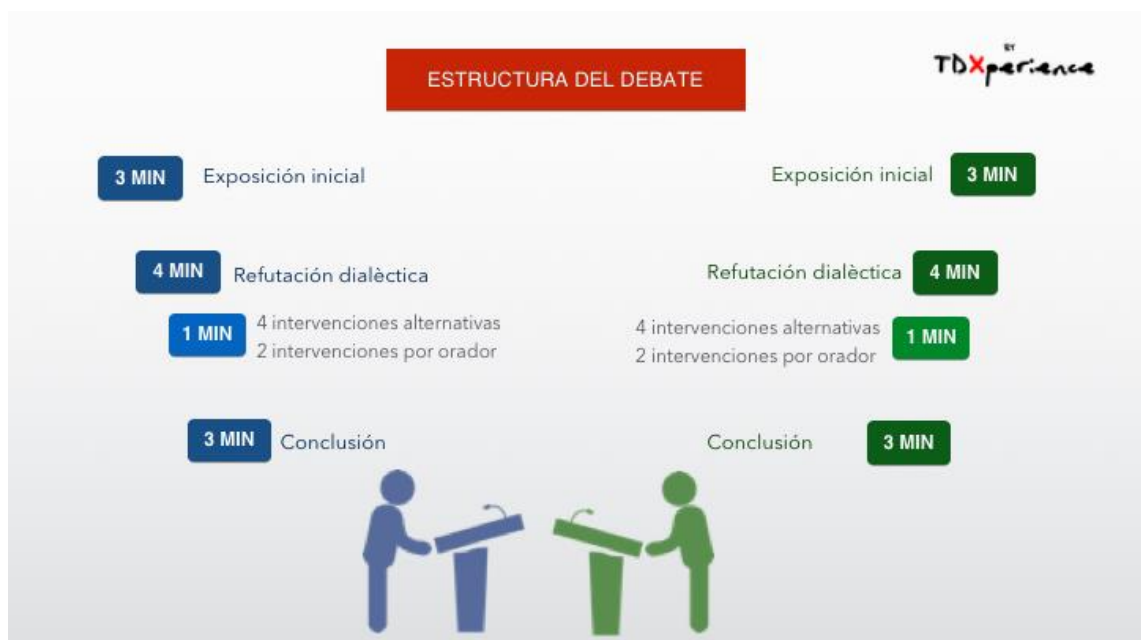 BY
TDXperience
ESTRUCTURA DEL DEBATE
3 MIN Exposición inicial
Exposición inicial 3 MIN
4 MIN Refutación dialèctica
Refutación dialèctica 4 MIN
1 MIN
4 intervenciones alternativas
2 intervenciones por orador
4 intervenciones alternativas
2 intervenciones por orador
1 MIN
3 MIN Conclusión
Conclusión 3 MIN